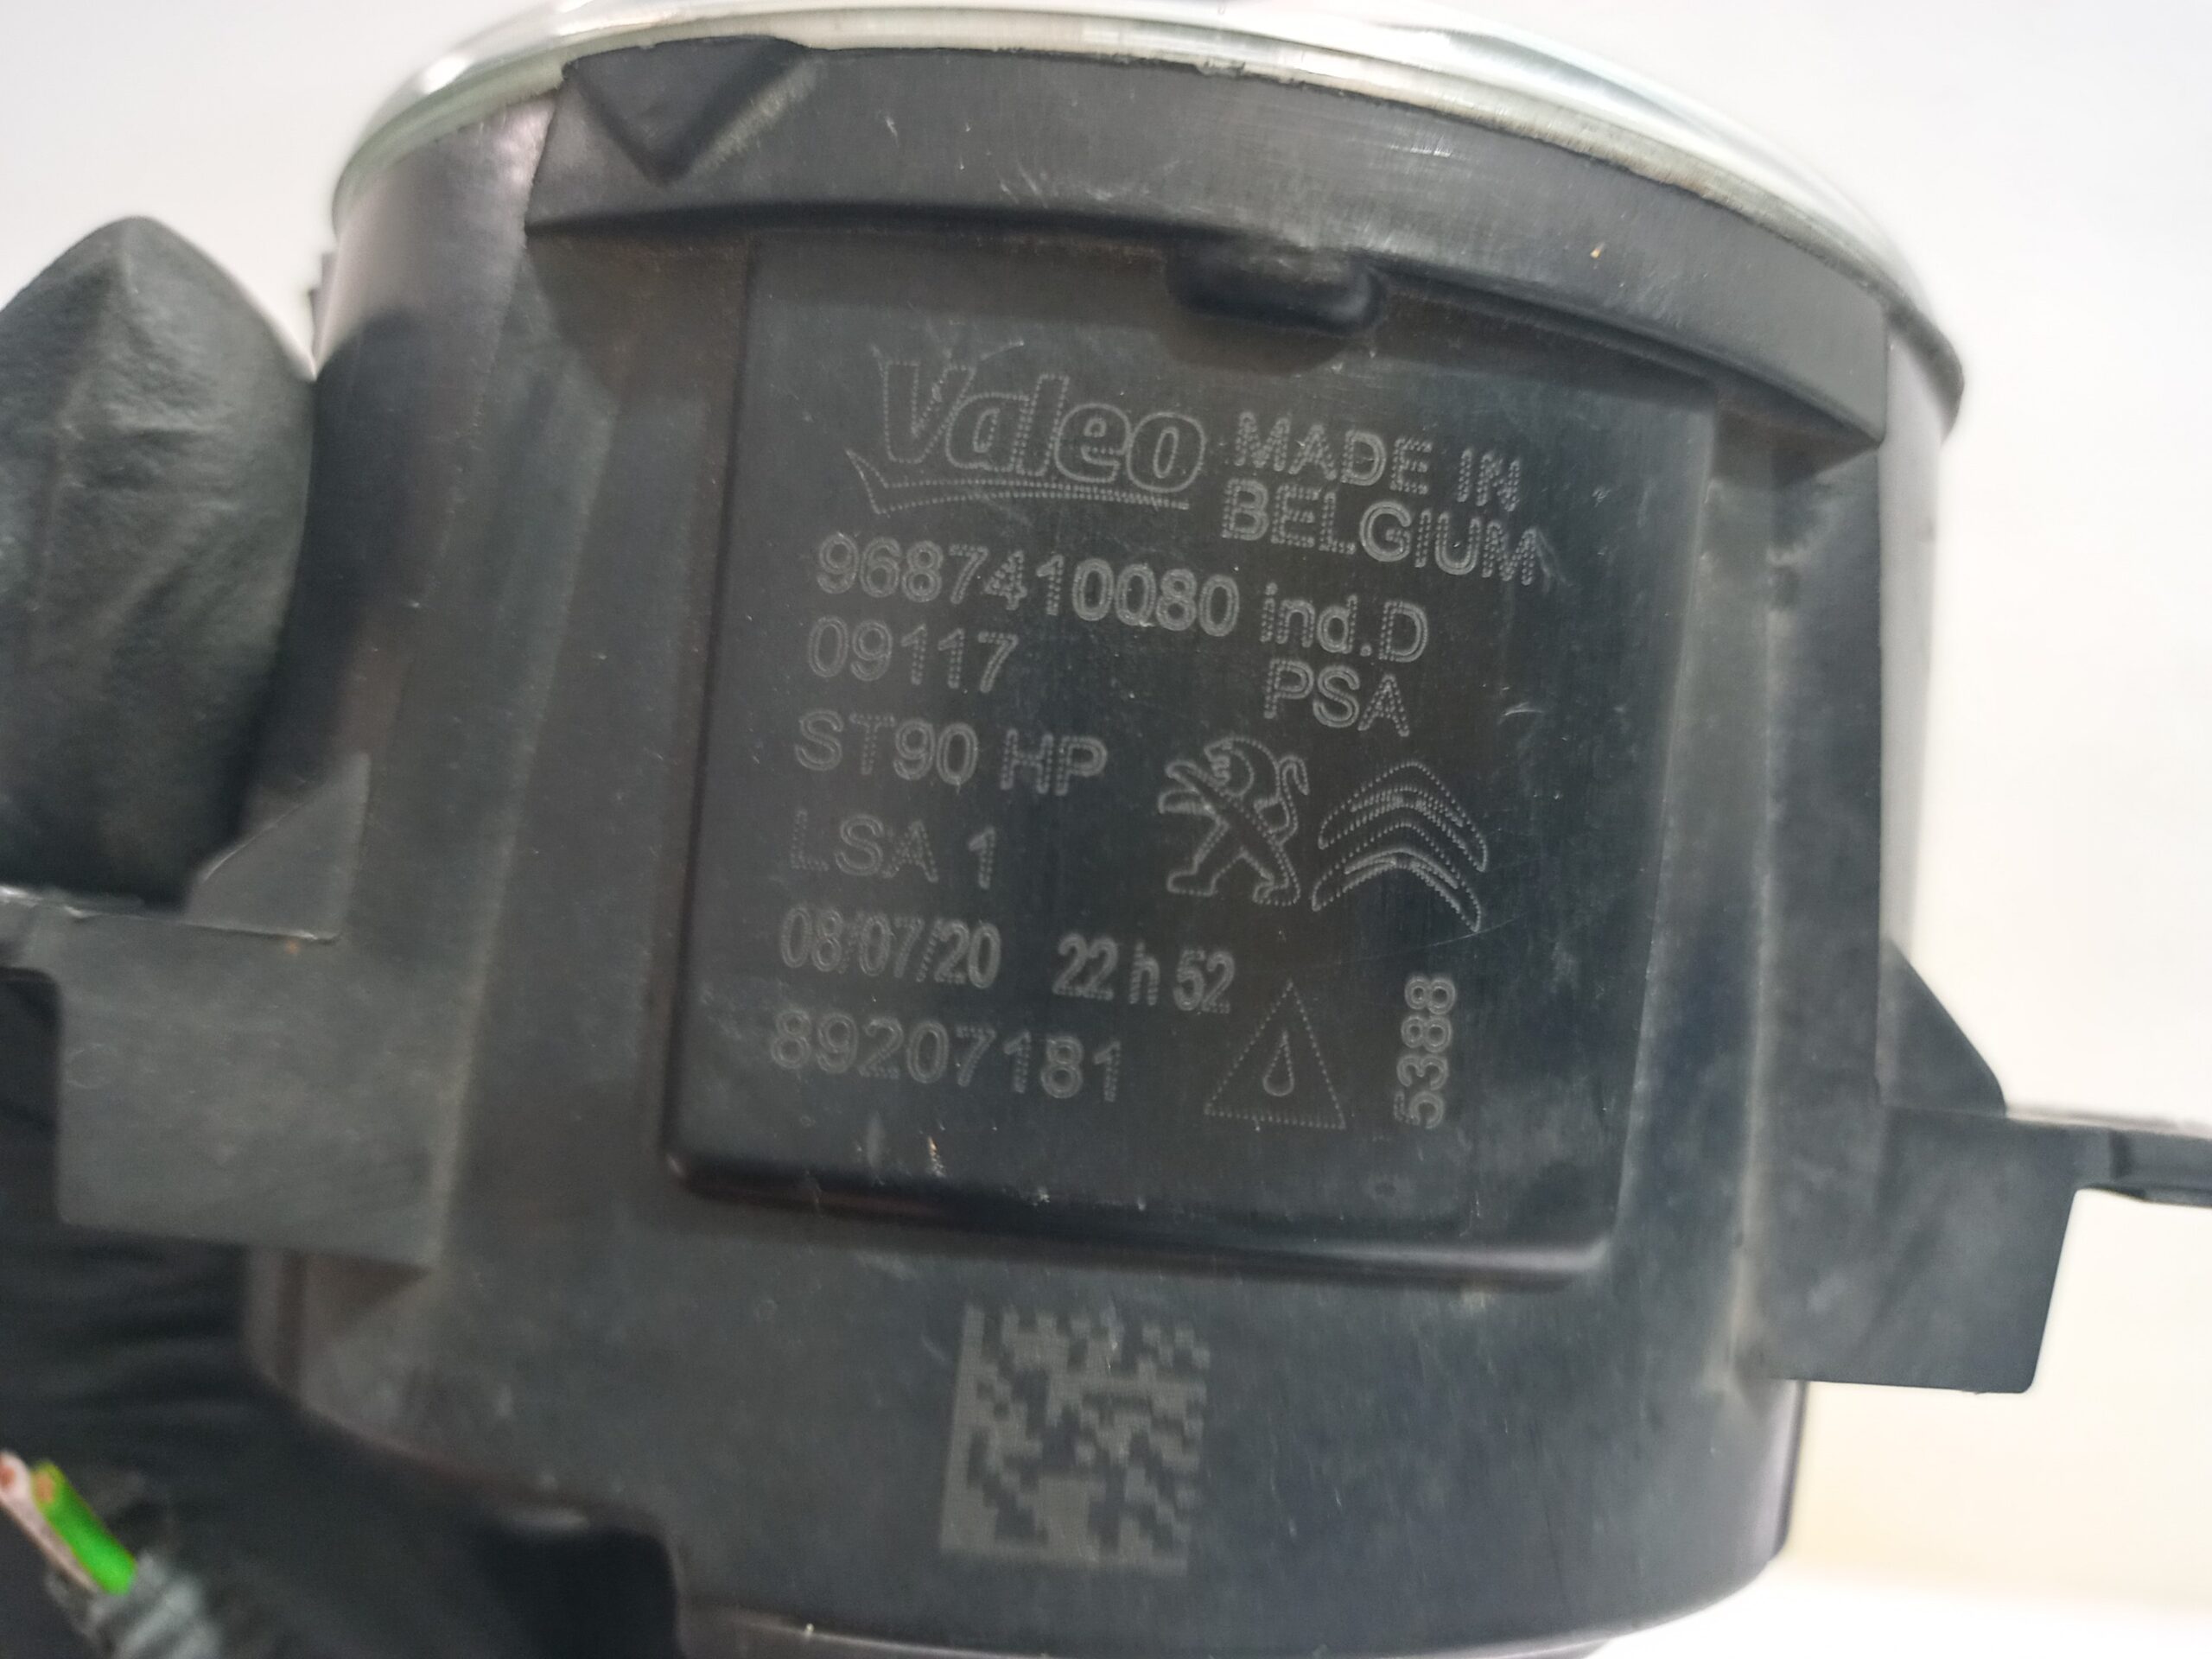 Valeo MADE IN
BELGIUM
9687410080 ind.D
09117 PSA
ST90 HP
LSA 1
08/07/20 22 h 52
89207181
5388